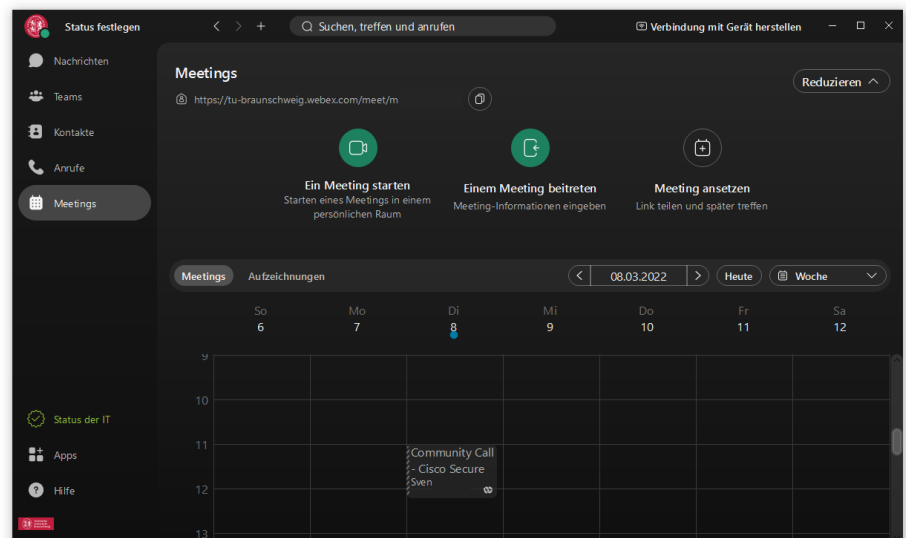 Status festlegen
Suchen, treffen und anrufen
Verbindung mit Gerät herstellen
Nachrichten
Teams
Kontakte
Anrufe
Meetings
Status der IT
Apps
Hilfe
Meetings
https://tu-braunschweig.webex.com/meet/m
Reduzieren
Ein Meeting starten
Starten eines Meetings in einem
persönlichen Raum
Einem Meeting beitreten
Meeting-Informationen eingeben
Meeting ansetzen
Link teilen und später treffen
Meetings
Aufzeichnungen
08.03.2022
Heute
Woche
So Mo Di Mi Do Fr Sa
6 7 8 9 10 11 12
9
10
11
Community Call
- Cisco Secure
Sven
12
13